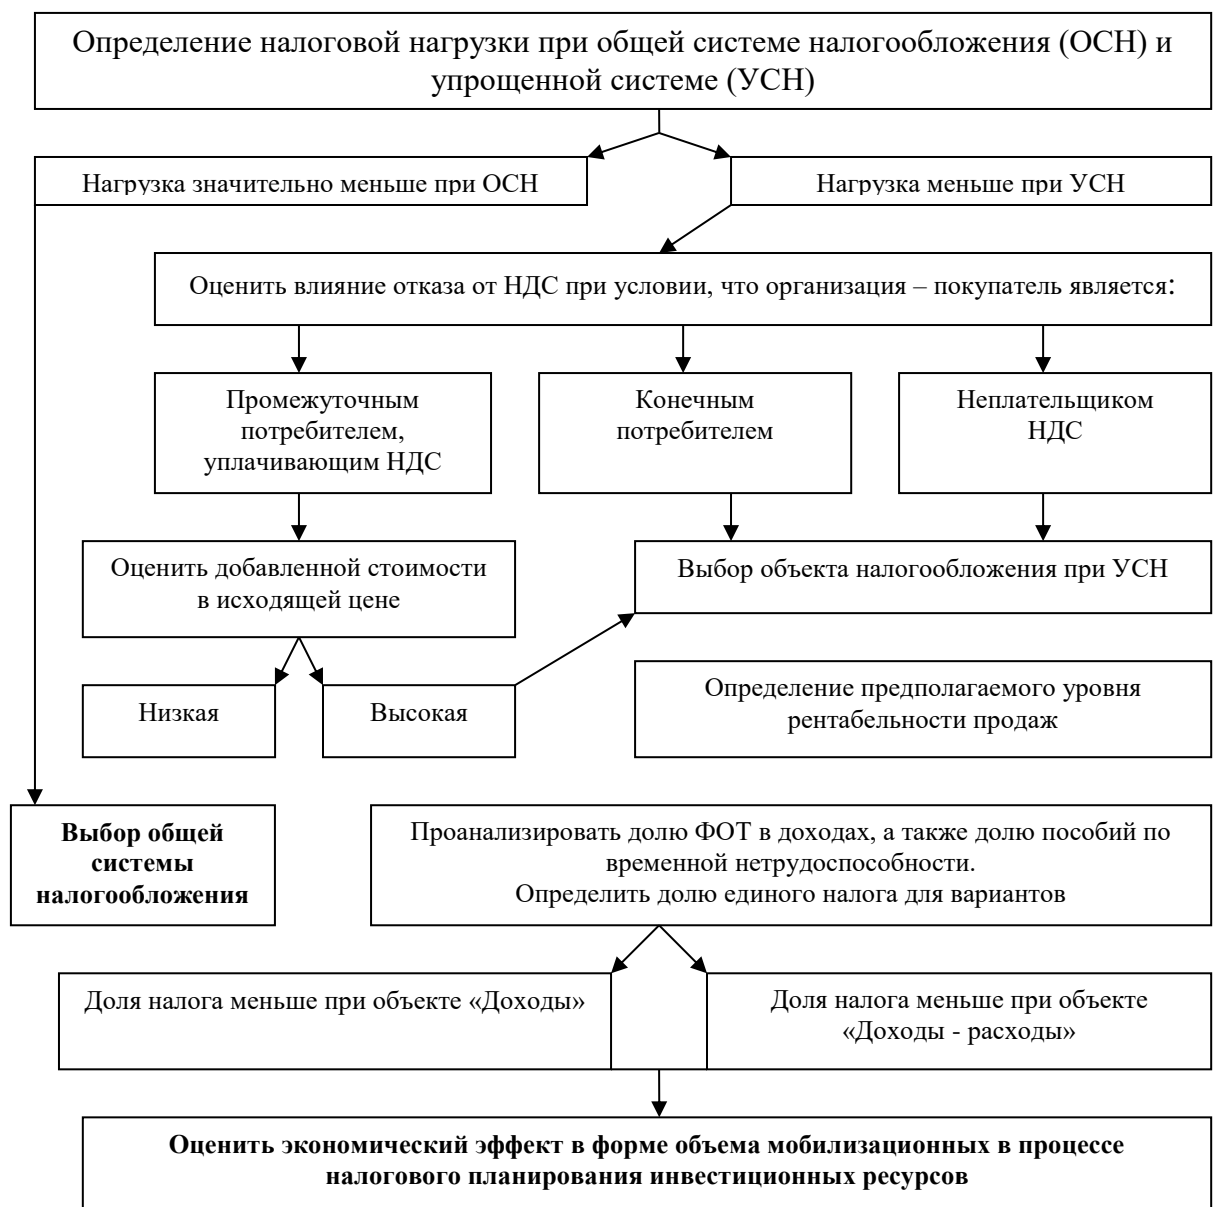 Определение налоговой нагрузки при общей системе налогообложения (ОСН) и
упрощенной системе (УСН)
Нагрузка значительно меньше при ОСН
Нагрузка меньше при УСН
Оценить влияние отказа от НДС при условии, что организация – покупатель является:
Промежуточным
потребителем,
уплачивающим НДС
Конечным
потребителем
Неплательщиком
НДС
Оценить добавленной стоимости
в исходящей цене
Выбор объекта налогообложения при УСН
Низкая
Высокая
Определение предполагаемого уровня
рентабельности продаж
Выбор общей
системы
налогообложения
Проанализировать долю ФОТ в доходах, а также долю пособий по
временной нетрудоспособности.
Определить долю единого налога для вариантов
Доля налога меньше при объекте «Доходы»
Доля налога меньше при объекте
«Доходы - расходы»
Оценить экономический эффект в форме объема мобилизационных в процессе
налогового планирования инвестиционных ресурсов